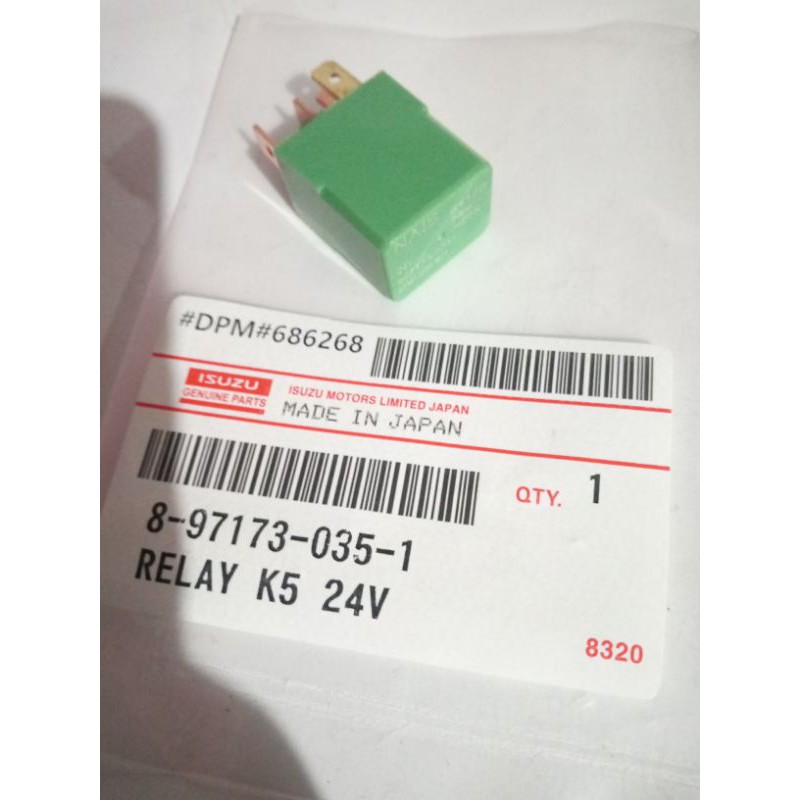 #DPM#686268
ISUZU
GENUINE PARTS
ISUZU MOTORS LIMITED JAPAN
MADE IN JAPAN
QTY. 1
8-97173-035-1
RELAY K5 24V
8320